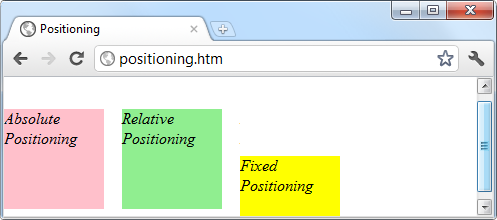 Positioning
positioning.htm
Absolute
Positioning
Relative
Positioning
Fixed
Positioning